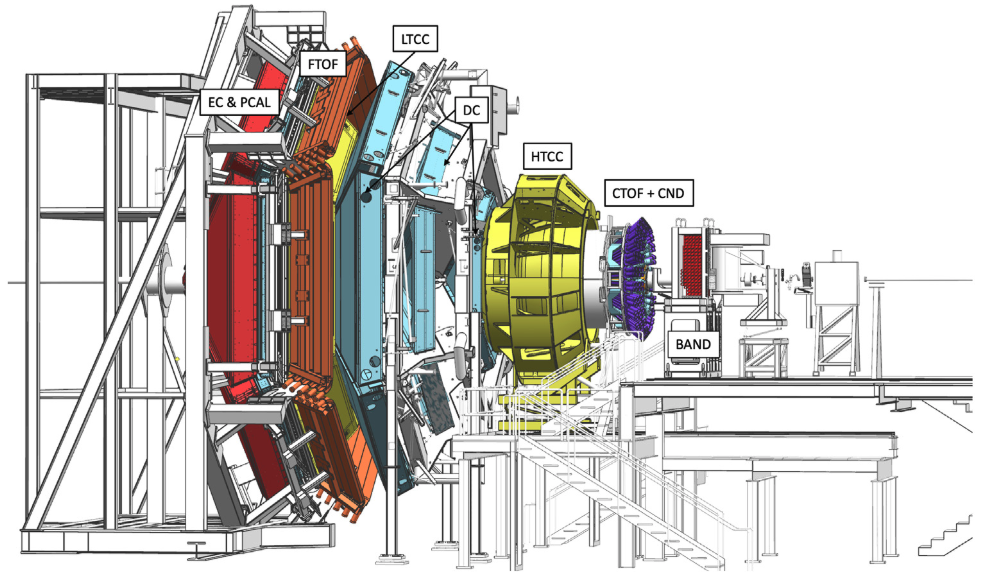 LTCC
FTOF
EC & PCAL
DC
HTCC
CTOF + CND
BAND